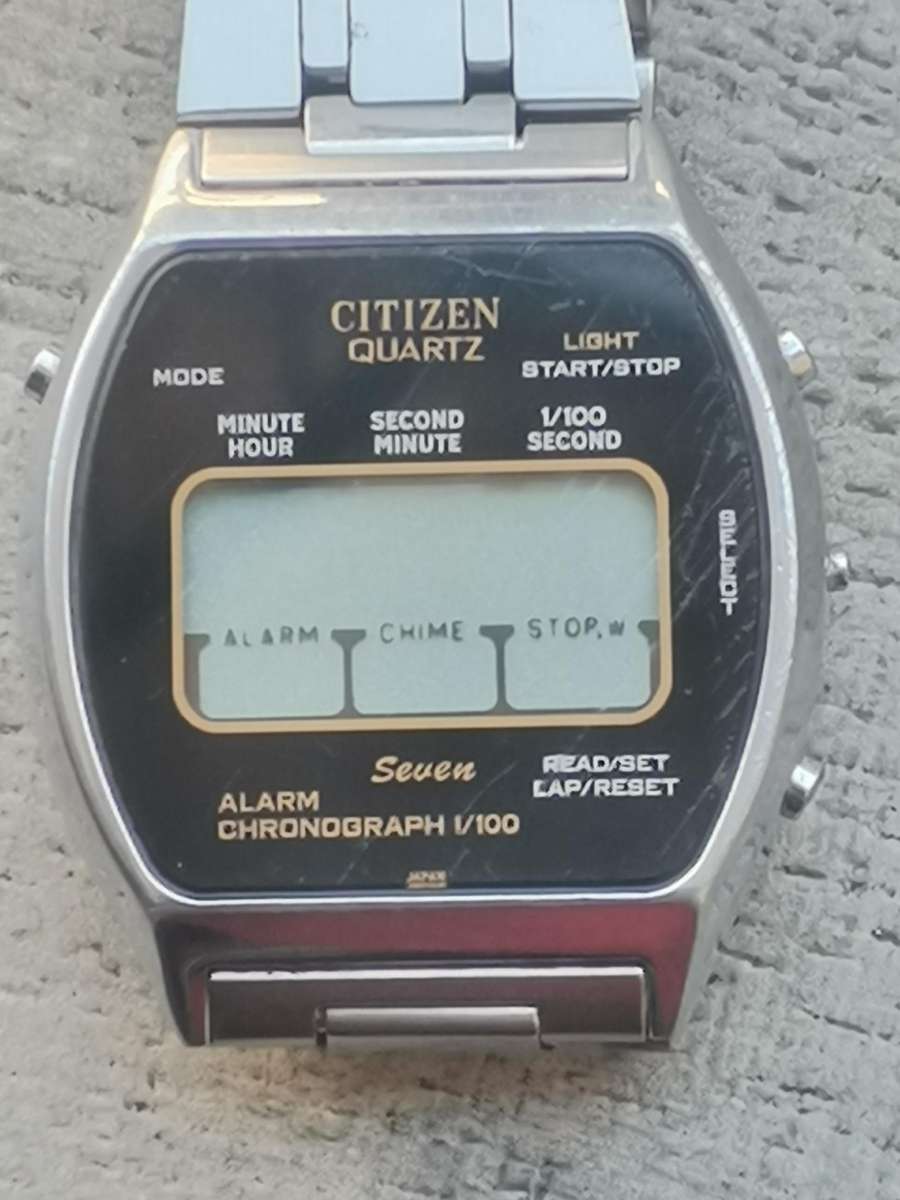 CITIZEN
QUARTZ
LIGHT
START/STOP
MODE
MINUTE
HOUR
SECOND
MINUTE
1/100
SECOND
SELECT
ALARM CHIME STOP.W
Seven
READ/SET
LAP/RESET
ALARM
CHRONOGRAPH 1/100
JAPAN